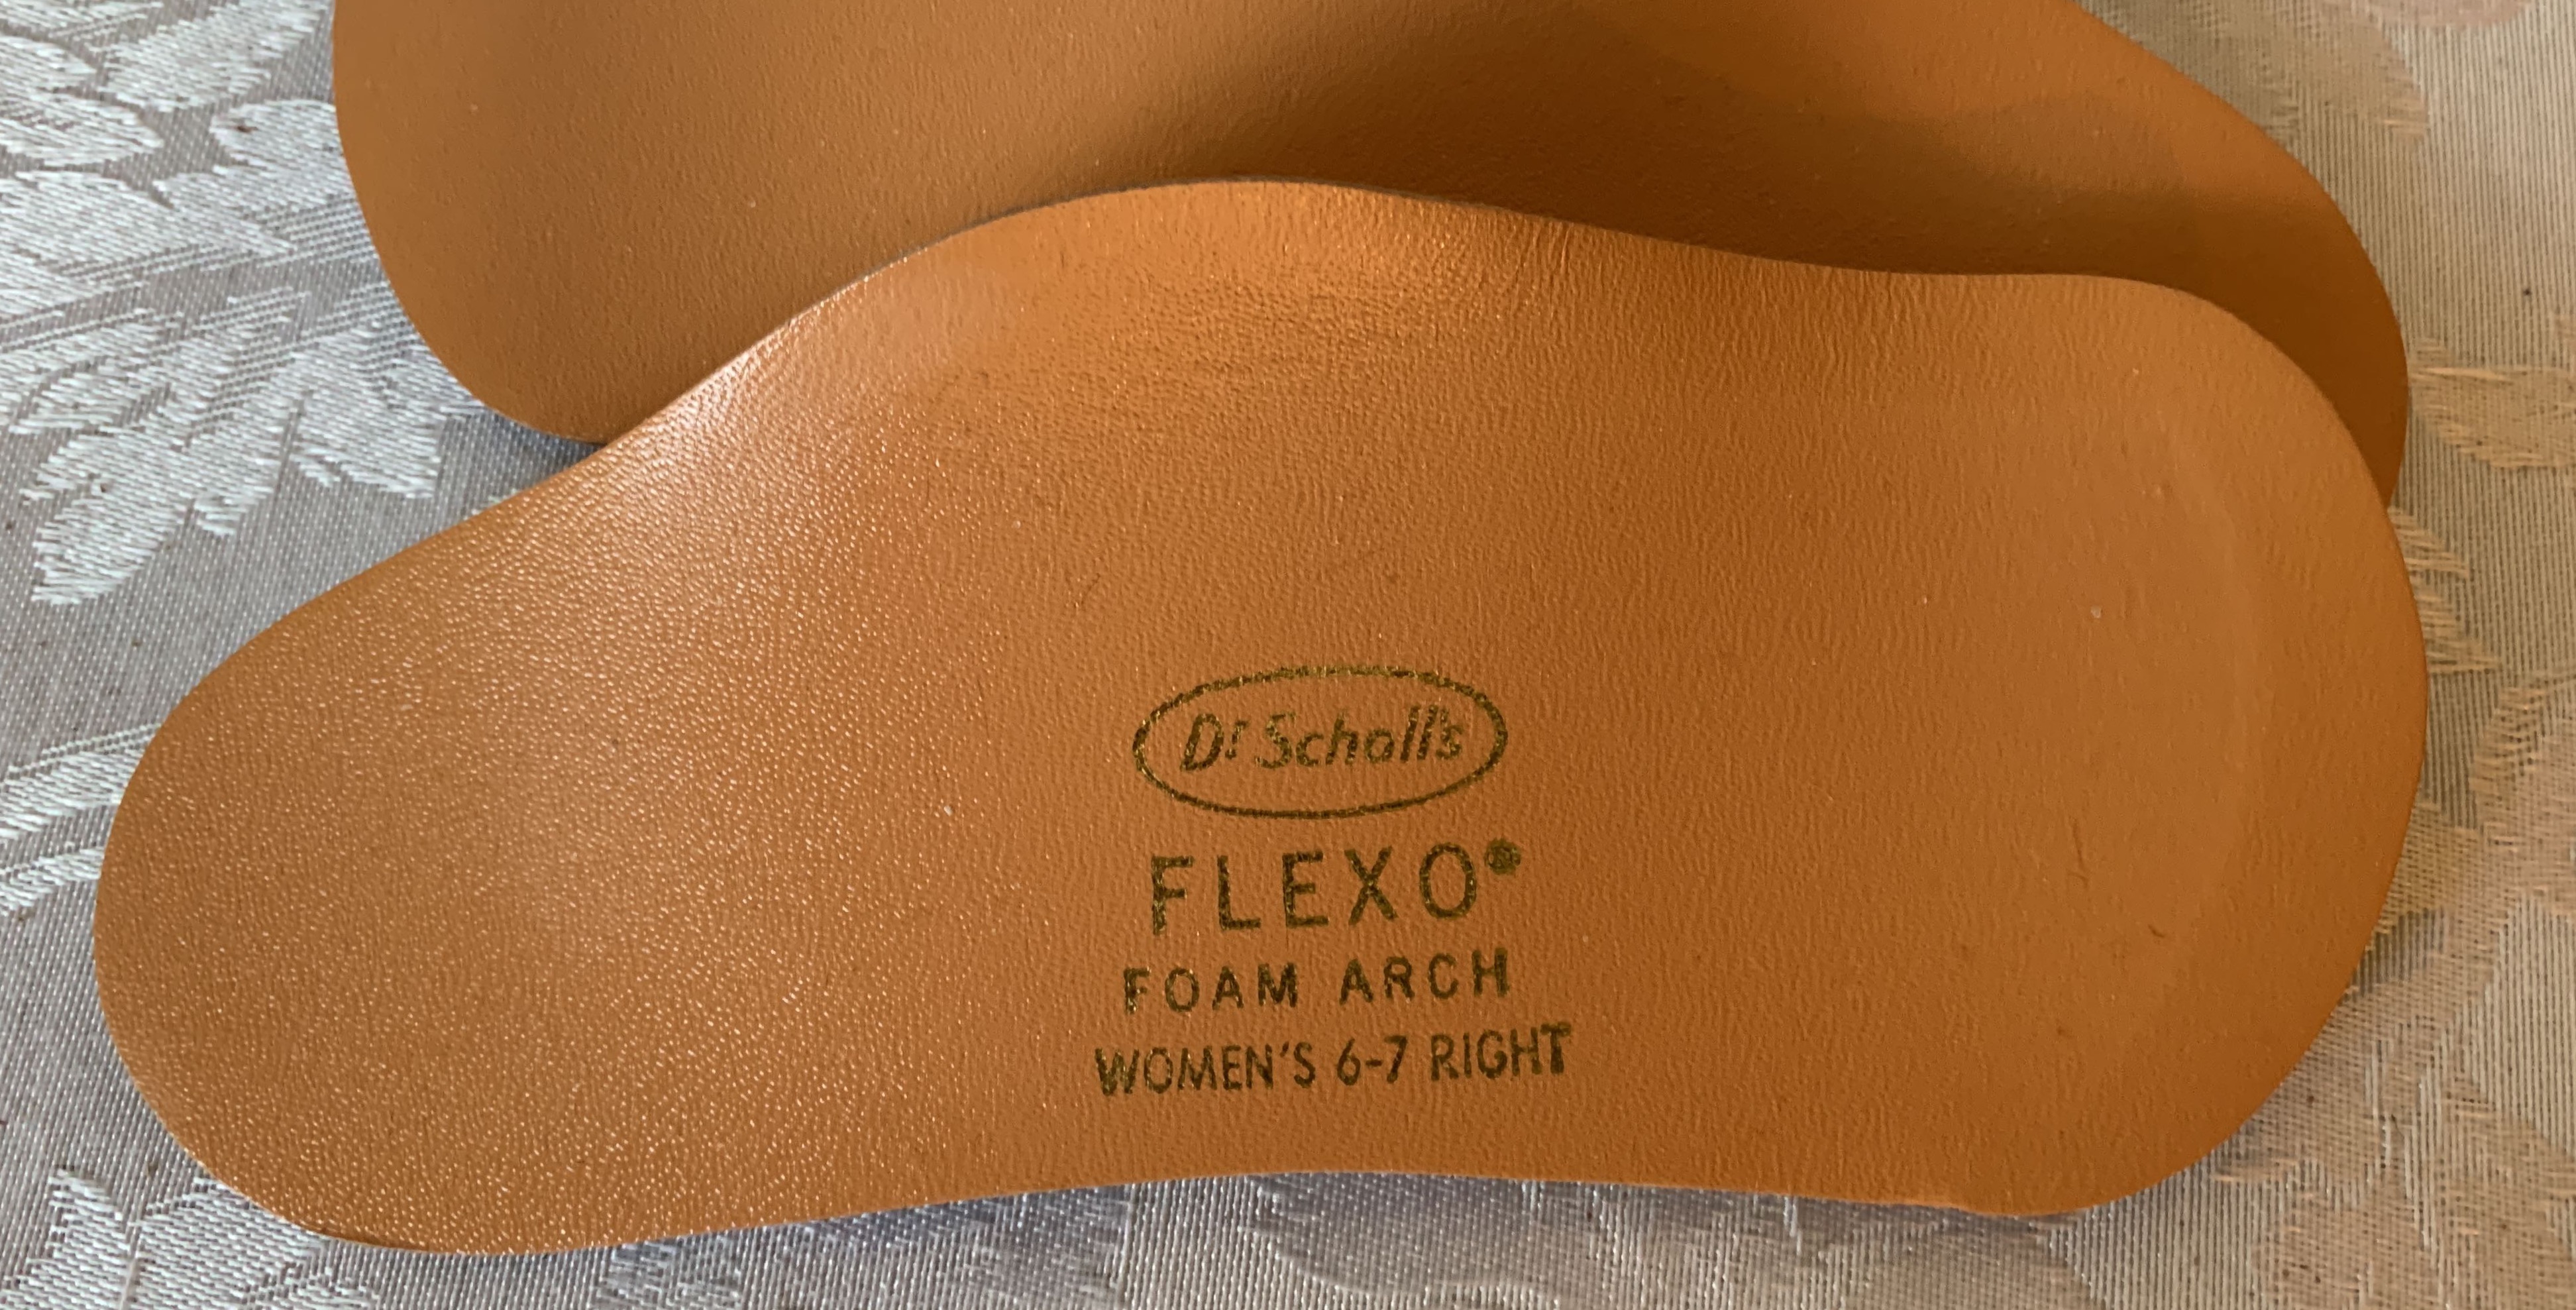 Dr Scholl's
FLEXO®
FOAM ARCH
WOMEN'S 6-7 RIGHT